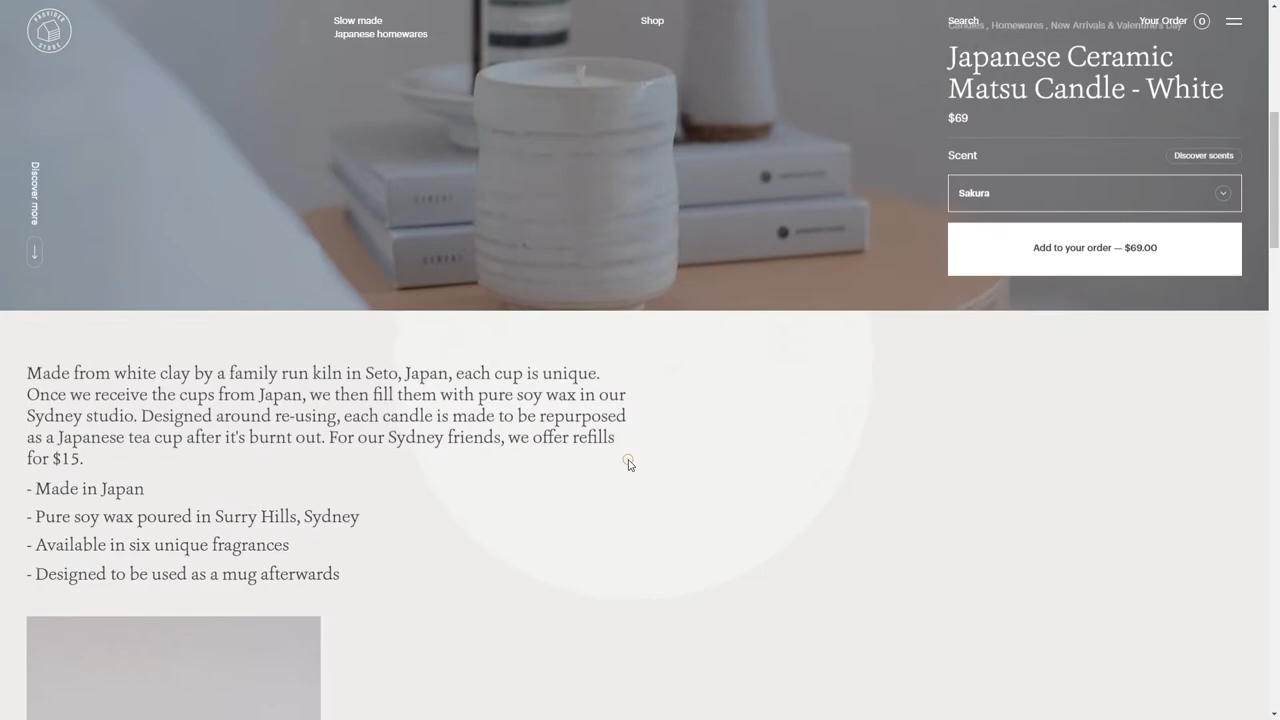 PROVIDER
STORE
Slow made
Japanese homewares
Shop
Search
Your Order 0
Candles , Homewares , New Arrivals & Valentine's Day
Japanese Ceramic
Matsu Candle - White
$69
Scent
Discover scents
Sakura
Add to your order — $69.00
Discover more
CEREAL
CEREAL
Made from white clay by a family run kiln in Seto, Japan, each cup is unique.
Once we receive the cups from Japan, we then fill them with pure soy wax in our
Sydney studio. Designed around re-using, each candle is made to be repurposed
as a Japanese tea cup after it's burnt out. For our Sydney friends, we offer refills
for $15.
- Made in Japan
- Pure soy wax poured in Surry Hills, Sydney
- Available in six unique fragrances
- Designed to be used as a mug afterwards